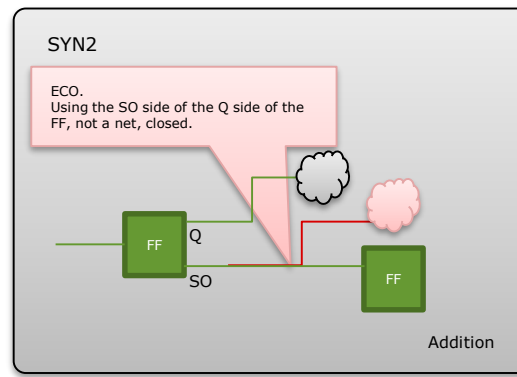 SYN2
ECO.
Using the SO side of the Q side of the
FF, not a net, closed.
Q
FF
SO
FF
Addition